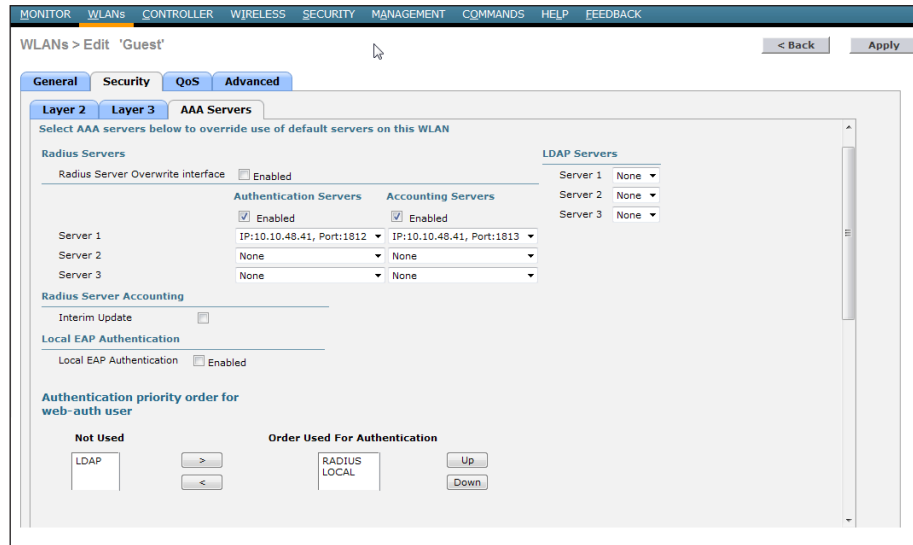 MONITOR WLANs CONTROLLER WIRELESS SECURITY MANAGEMENT COMMANDS HELP FEEDBACK
WLANs > Edit 'Guest'
< Back
Apply
General Security QoS Advanced
Layer 2 Layer 3 AAA Servers
Select AAA servers below to override use of default servers on this WLAN
Radius Servers
LDAP Servers
Radius Server Overwrite interface Enabled
Server 1 None
Server 2 None
Server 3 None
Authentication Servers Accounting Servers
Enabled Enabled
Server 1 IP:10.10.48.41, Port:1812 IP:10.10.48.41, Port:1813
Server 2 None None
Server 3 None None
Radius Server Accounting
Interim Update
Local EAP Authentication
Local EAP Authentication Enabled
Authentication priority order for
web-auth user
Not Used Order Used For Authentication
LDAP > RADIUS Up
LOCAL
< Down